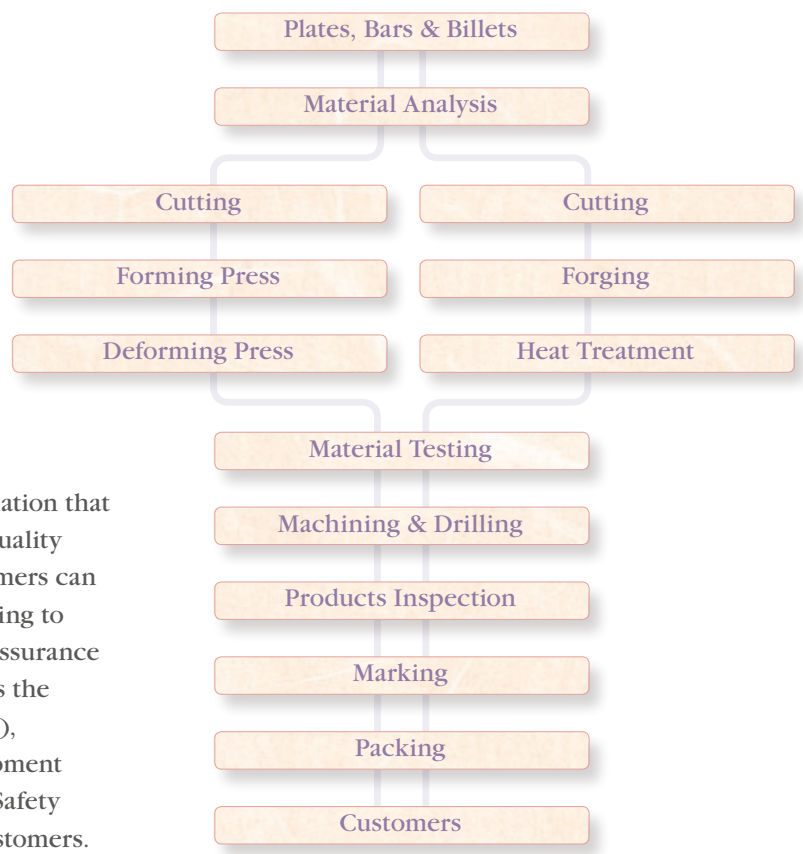 Plates, Bars & Billets
Material Analysis
Cutting
Cutting
Forming Press
Forging
Deforming Press
Heat Treatment
Material Testing
Machining & Drilling
Products Inspection
Marking
Packing
Customers
ation that
uality
mers can
ing to
ssurance
s the
),
pment
Safety
stomers.